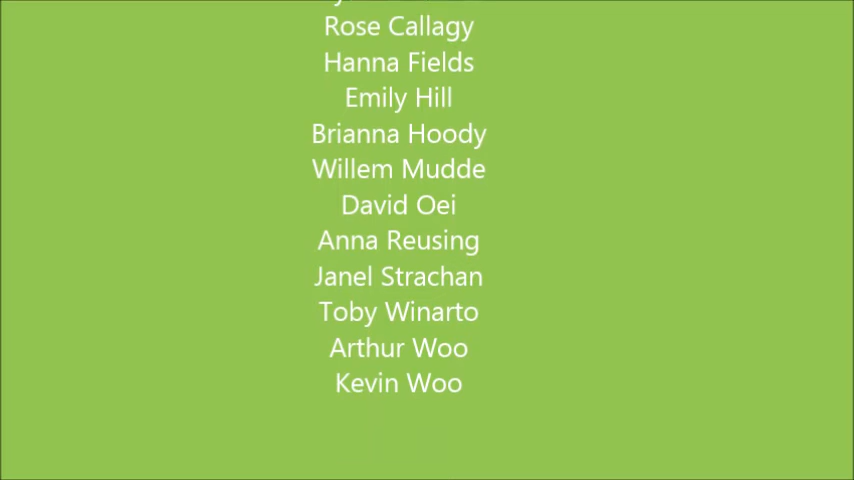 Rose Callagy
Hanna Fields
Emily Hill
Brianna Hoody
Willem Mudde
David Oei
Anna Reusing
Janel Strachan
Toby Winarto
Arthur Woo
Kevin Woo